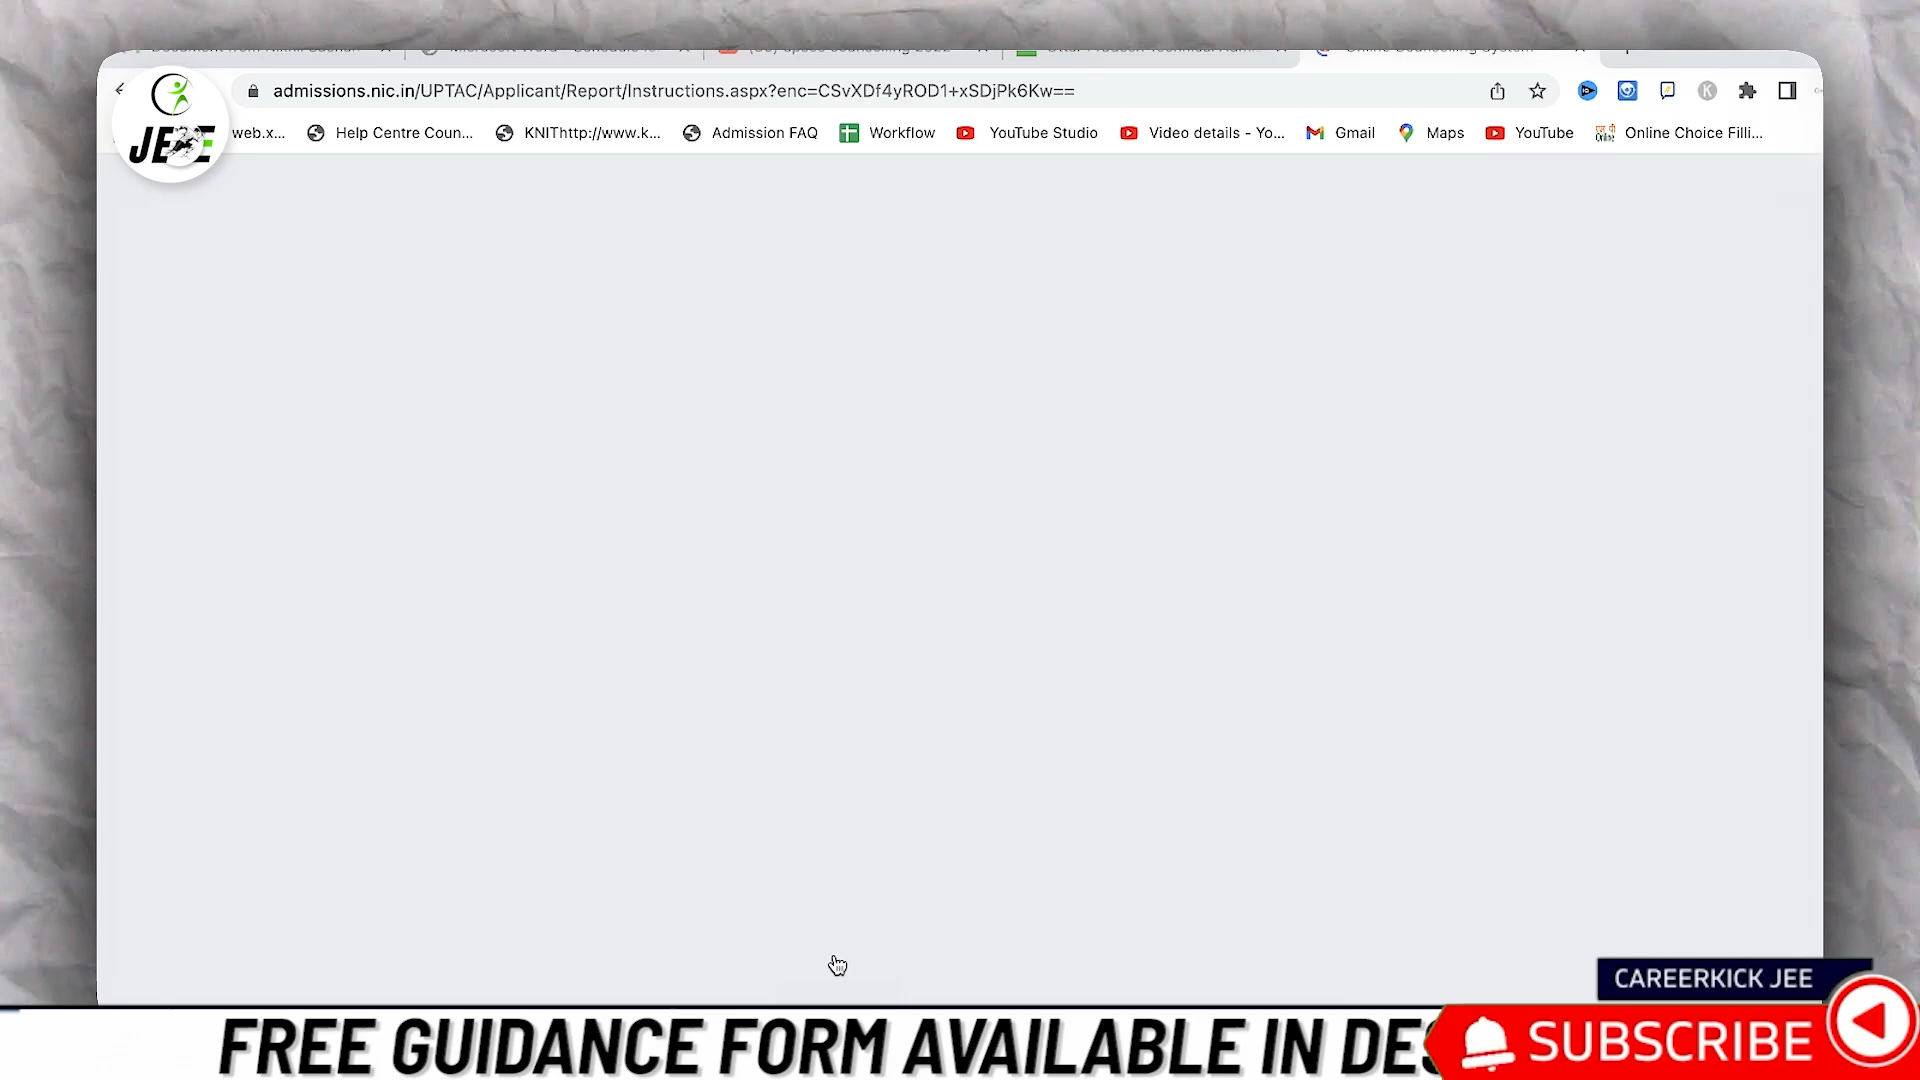 admissions.nic.in/UPTAC/Applicant/Report/Instructions.aspx?enc=CSvXDf4yROD1+xSDjPk6Kw==
JEE
web.x... Help Centre Coun... KNIThttp://www.k... Admission FAQ Workflow YouTube Studio Video details - Yo... Gmail Maps YouTube Online Choice Filli...
CAREERKICK JEE
FREE GUIDANCE FORM AVAILABLE IN DES
SUBSCRIBE